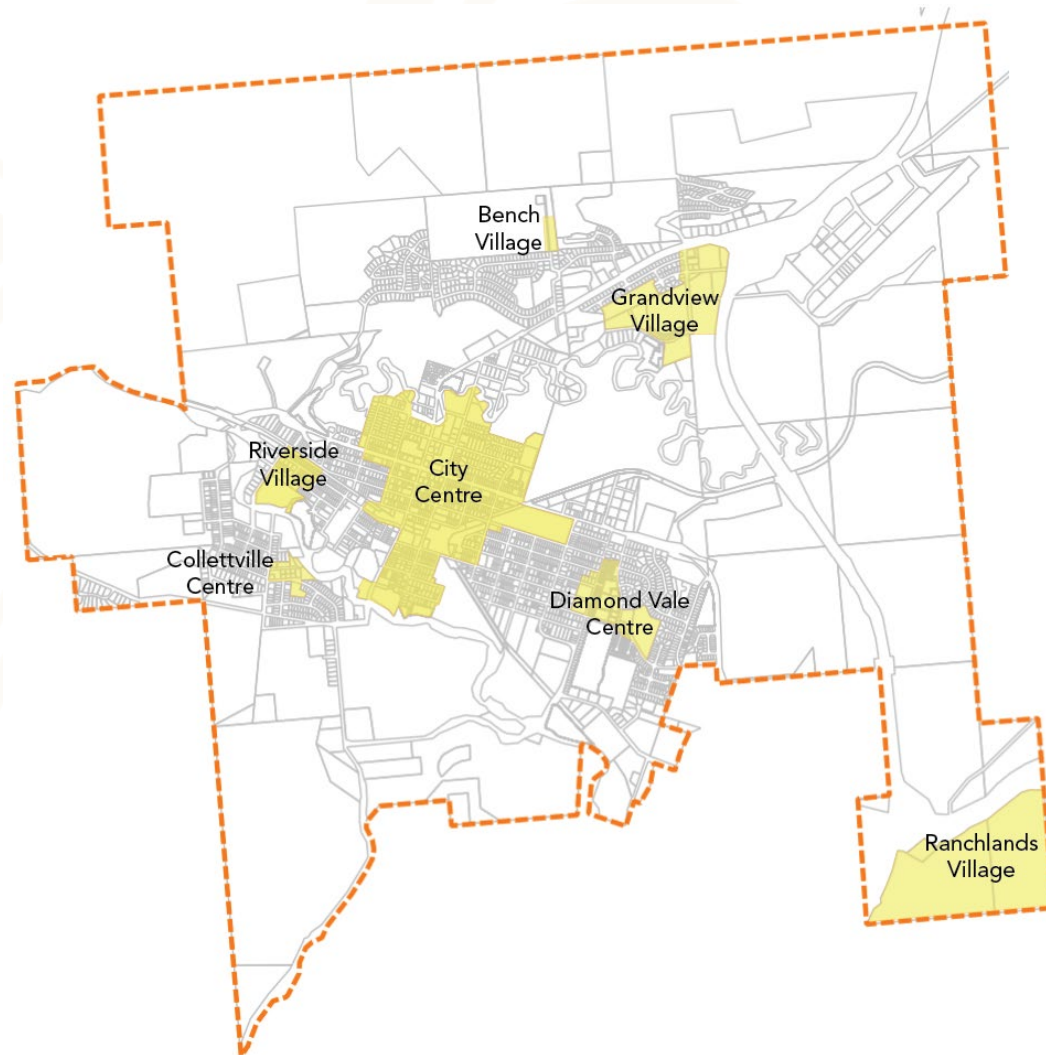 Bench
Village
Grandview
Village
Riverside
Village
City
Centre
Collettville
Centre
Diamond Vale
Centre
Ranchlands
Village